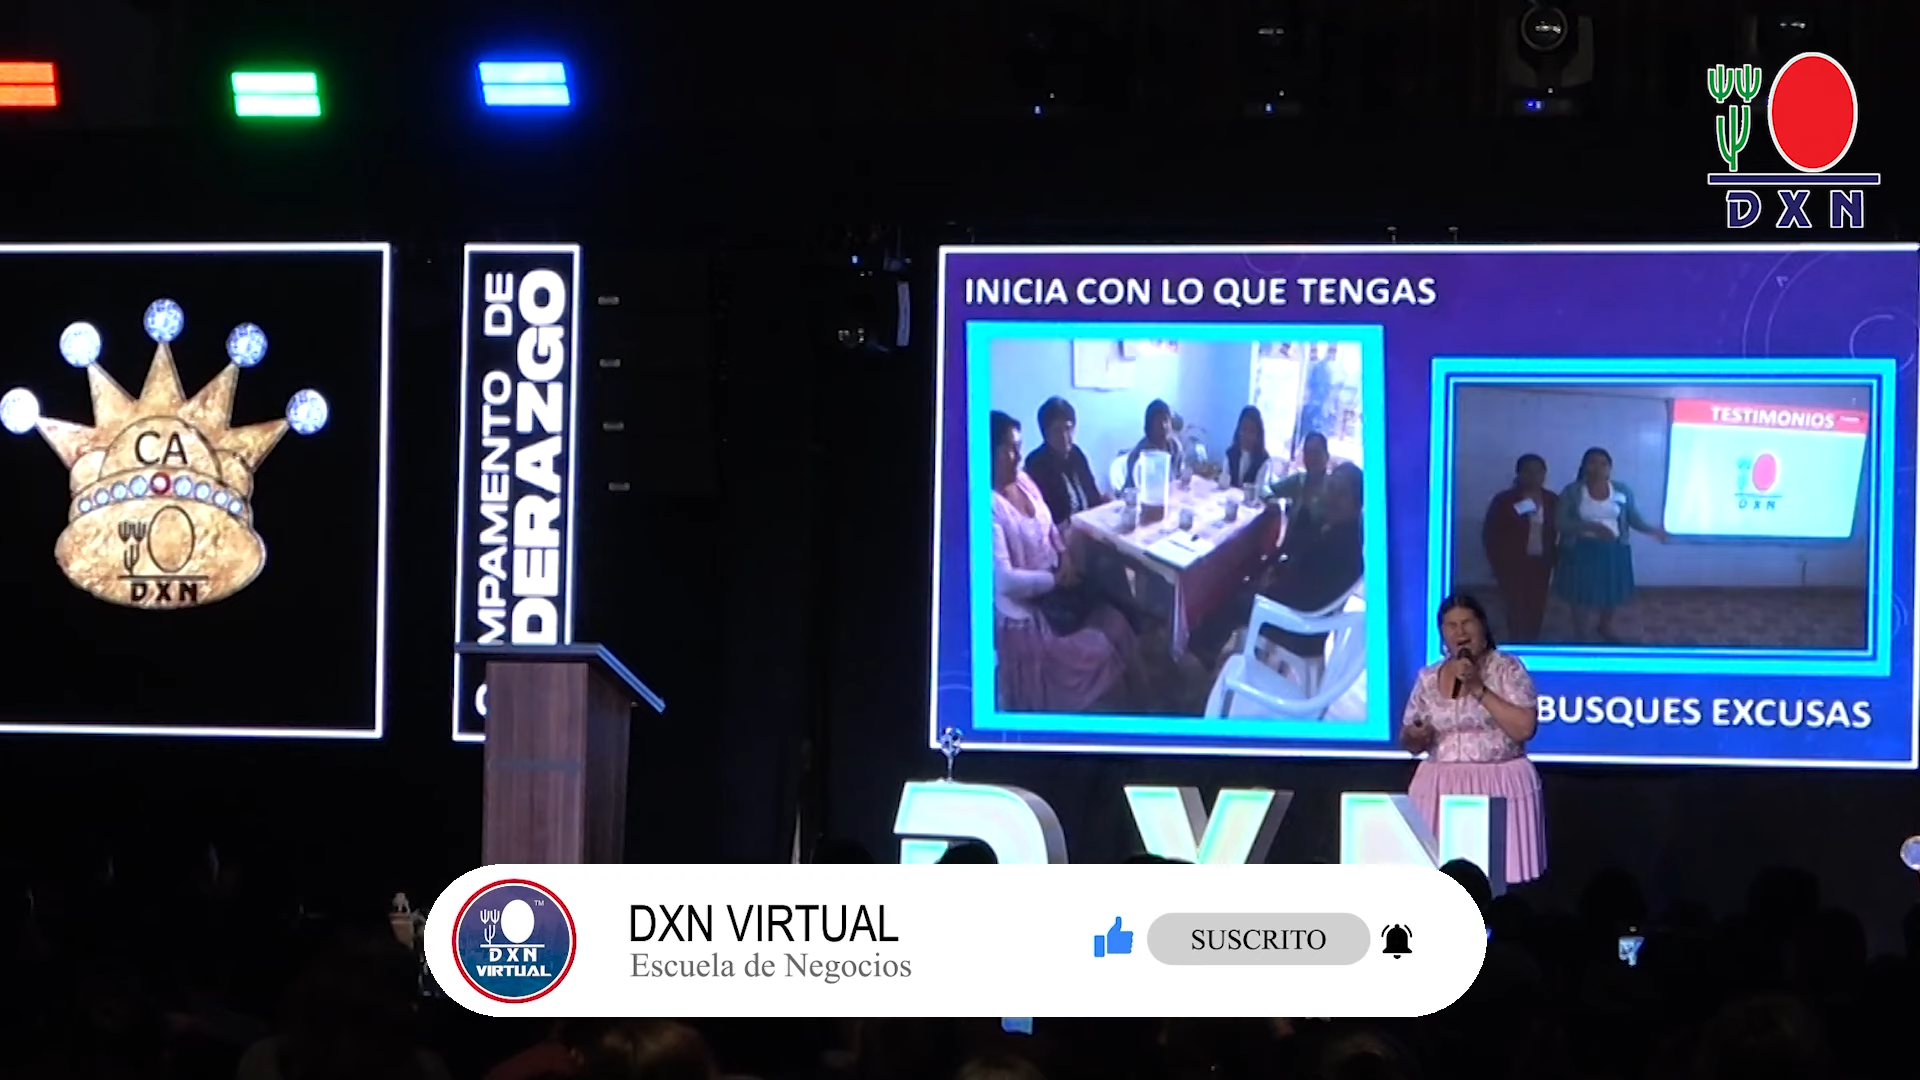 DXN
CA
DXN
MPAMENTO DE
DERAZGO
INICIA CON LO QUE TENGAS
TESTIMONIOS
DXN
BUSQUES EXCUSAS
DXN
DXN
VIRTUAL
TM
DXN VIRTUAL
Escuela de Negocios
SUSCRITO